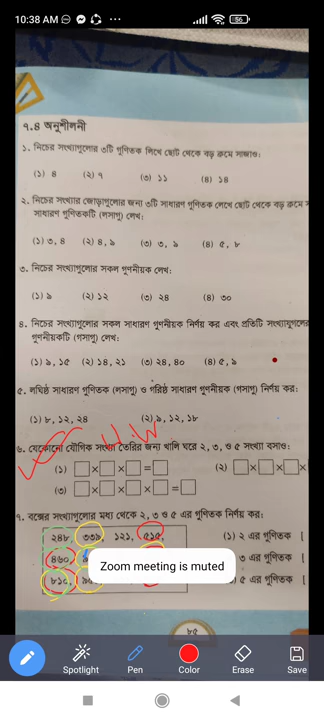 10:38 AM
56
৭.৪ অনুশীলনী
১. নিচের সংখ্যাগুলোর ৩টি গুণিতক লিখে ছোট থেকে বড় ক্রমে সাজাও:
(১) ৪ (২) ৭ (৩) ১১ (৪) ১৪
২. নিচের সংখ্যার জোড়াগুলোর জন্য ৩টি সাধারণ গুণিতক লেখে ছোট থেকে বড় ক্রমে
সাধারণ গুণিতকটি (লসাগু) লেখ:
(১) ৩, ৪ (২) ৪, ৯ (৩) ৩, ৯ (৪) ৫, ৮
৩. নিচের সংখ্যাগুলোর সকল গুণনীয়ক লেখ:
(১) ৯ (২) ১২ (৩) ২৪ (৪) ৩০
৪. নিচের সংখ্যাগুলোর সকল সাধারণ গুণনীয়ক নির্ণয় কর এবং প্রতিটি সংখ্যাযুগলের
গুণনীয়কটি (গসাগু) লেখ:
(১) ৯, ১৫ (২) ১৪, ২১ (৩) ২৪, ৪০ (৪) ৫, ৯
৫. লঘিষ্ঠ সাধারণ গুণিতক (লসাগু) ও গরিষ্ঠ সাধারণ গুণনীয়ক (গসাগু) নির্ণয় কর:
(১) ৮, ১২, ২৪ (২) ৯, ১২, ১৮
H.W
৬. যেকোনো যৌগিক সংখ্যা তৈরির জন্য খালি ঘরে ২, ৩, ও ৫ সংখ্যা বসাও:
(১) □×□×□=□ (২) □×□×□×
(৩) □×□×□×□=□
৭. বক্সের সংখ্যাগুলোর মধ্য থেকে ২, ৩ ও ৫ এর গুণিতক নির্ণয় কর:
২৪৮, ৩৩৯, ১২১, ৫১৫ (১) ২ এর গুণিতক [
৪৬০, ৩ এর গুণিতক [
৮১০, ৫ এর গুণিতক [
Zoom meeting is muted
৮৫
Spotlight Pen Color Erase Save